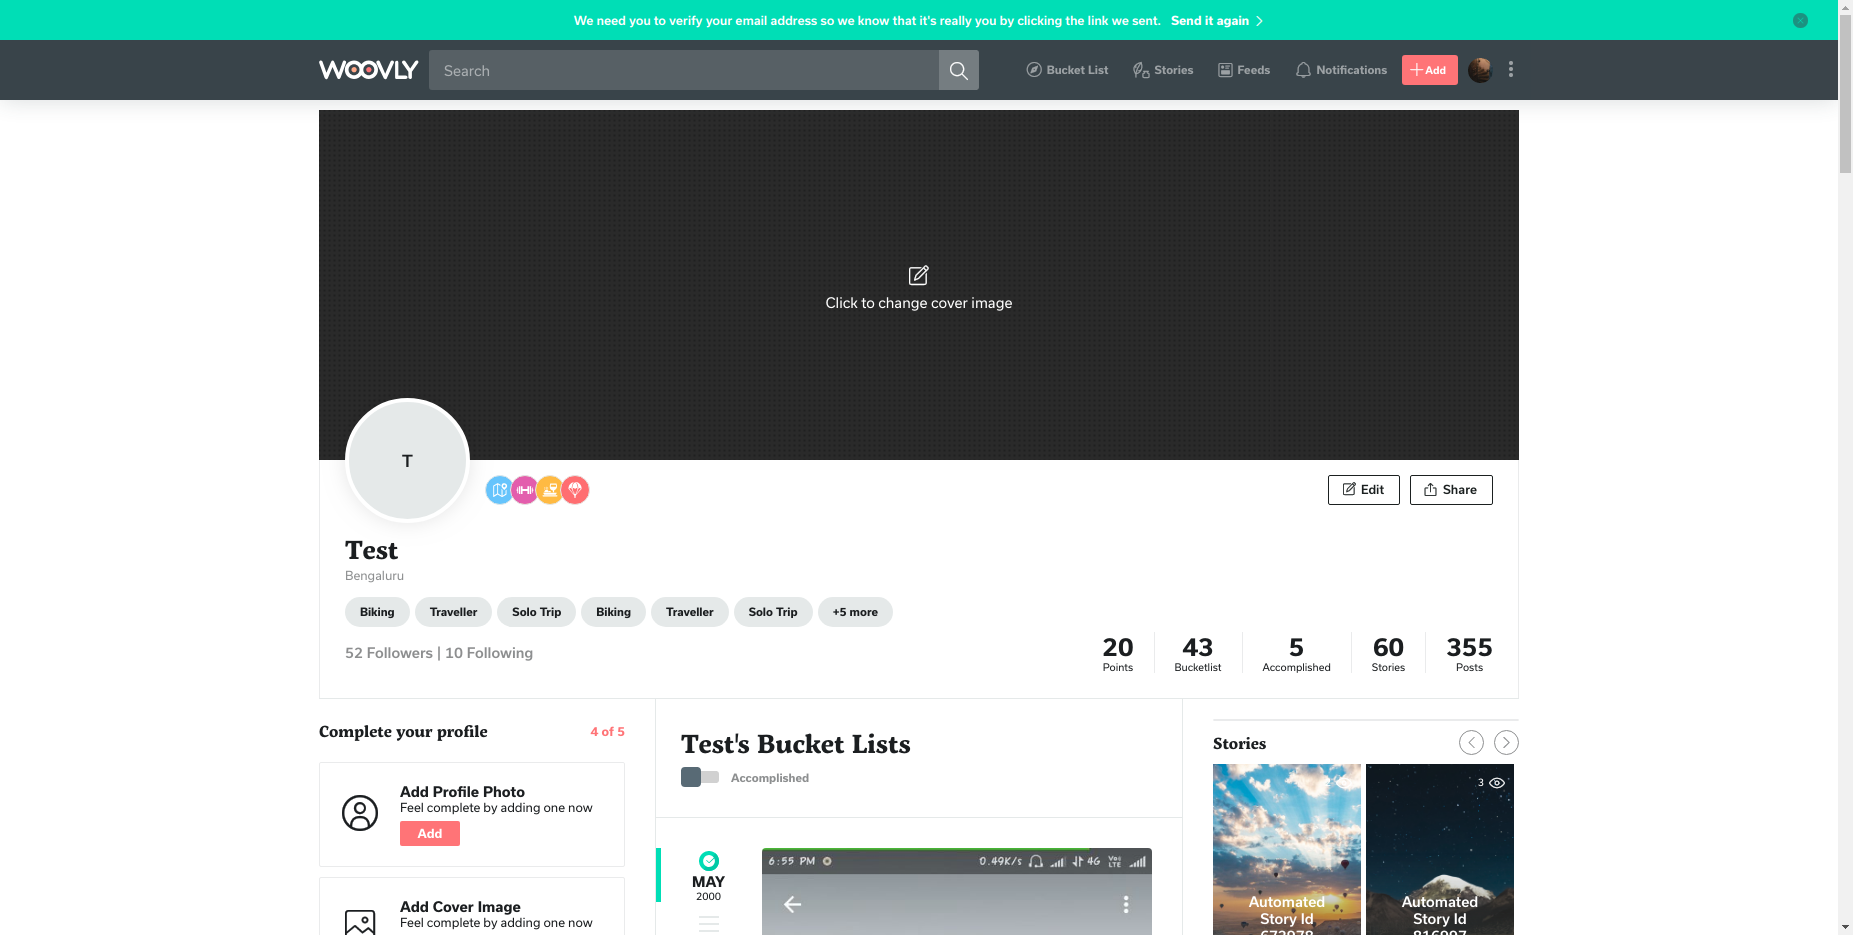 We need you to verify your email address so we know that it's really you by clicking the link we sent. Send it again
WOOVLY
Search
Bucket List
Stories
Feeds
Notifications
Add
Click to change cover image
T
Edit
Share
Test
Bengaluru
Biking
Traveller
Solo Trip
Biking
Traveller
Solo Trip
+5 more
52 Followers | 10 Following
20
Points
43
Bucketlist
5
Accomplished
60
Stories
355
Posts
Complete your profile
4 of 5
Add Profile Photo
Feel complete by adding one now
Add
Add Cover Image
Feel complete by adding one now
Test's Bucket Lists
Accomplished
MAY
2000
6:55 PM
0.49K/s
4G
Vo
LTE
Stories
Automated
Story Id
3
Automated
Story Id